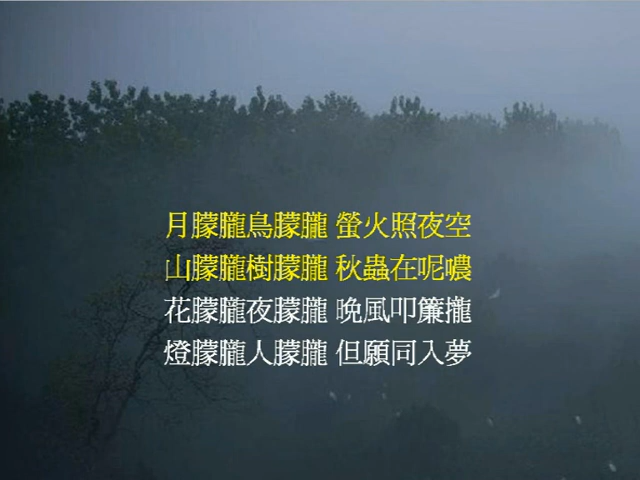 月朦朧鳥朦朧 螢火照夜空
山朦朧樹朦朧 秋蟲在呢噥
花朦朧夜朦朧 晚風叩簾攏
燈朦朧人朦朧 但願同入夢